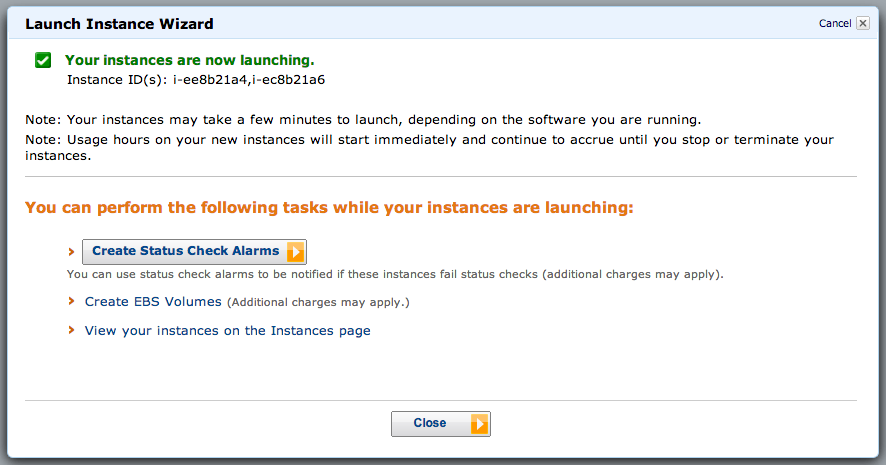 Launch Instance Wizard
Cancel
Your instances are now launching.
Instance ID(s): i-ee8b21a4,i-ec8b21a6
Note: Your instances may take a few minutes to launch, depending on the software you are running.
Note: Usage hours on your new instances will start immediately and continue to accrue until you stop or terminate your
instances.
You can perform the following tasks while your instances are launching:
Create Status Check Alarms
You can use status check alarms to be notified if these instances fail status checks (additional charges may apply).
Create EBS Volumes (Additional charges may apply.)
View your instances on the Instances page
Close